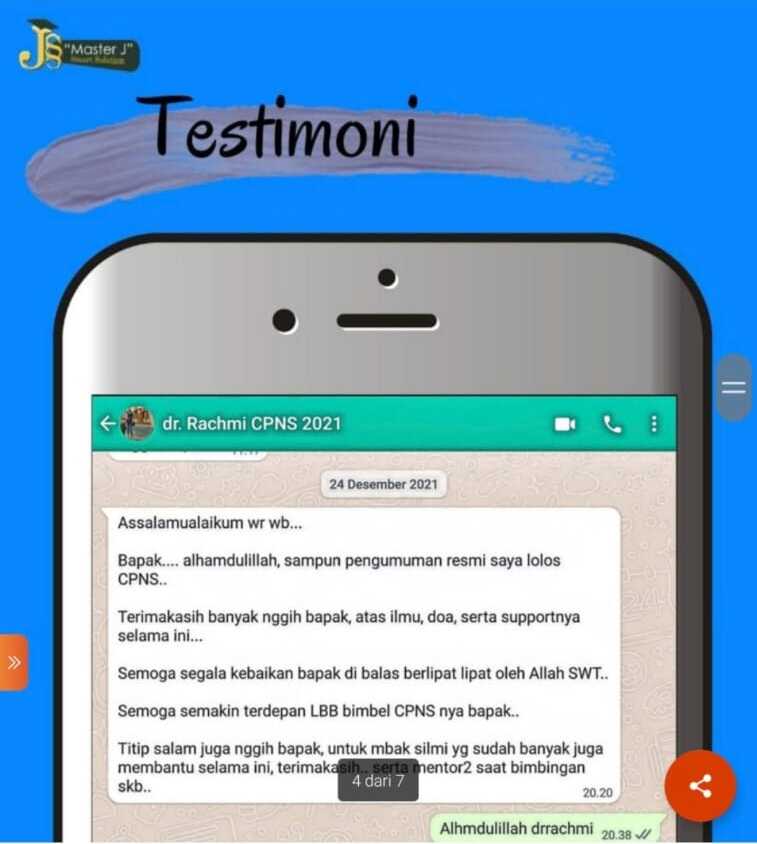 JS "Master J"
Smart Solution
Testimoni
dr. Rachmi CPNS 2021
24 Desember 2021
Assalamualaikum wr wb...
Bapak.... alhamdulillah, sampun pengumuman resmi saya lolos
CPNS..
Terimakasih banyak nggih bapak, atas ilmu, doa, serta supportnya
selama ini...
Semoga segala kebaikan bapak di balas berlipat lipat oleh Allah SWT..
Semoga semakin terdepan LBB bimbel CPNS nya bapak..
Titip salam juga nggih bapak, untuk mbak silmi yg sudah banyak juga
membantu selama ini, terimakasih.. serta mentor2 saat bimbingan
skb..
20.20
4 dari 7
Alhmdulillah drrachmi 20.38